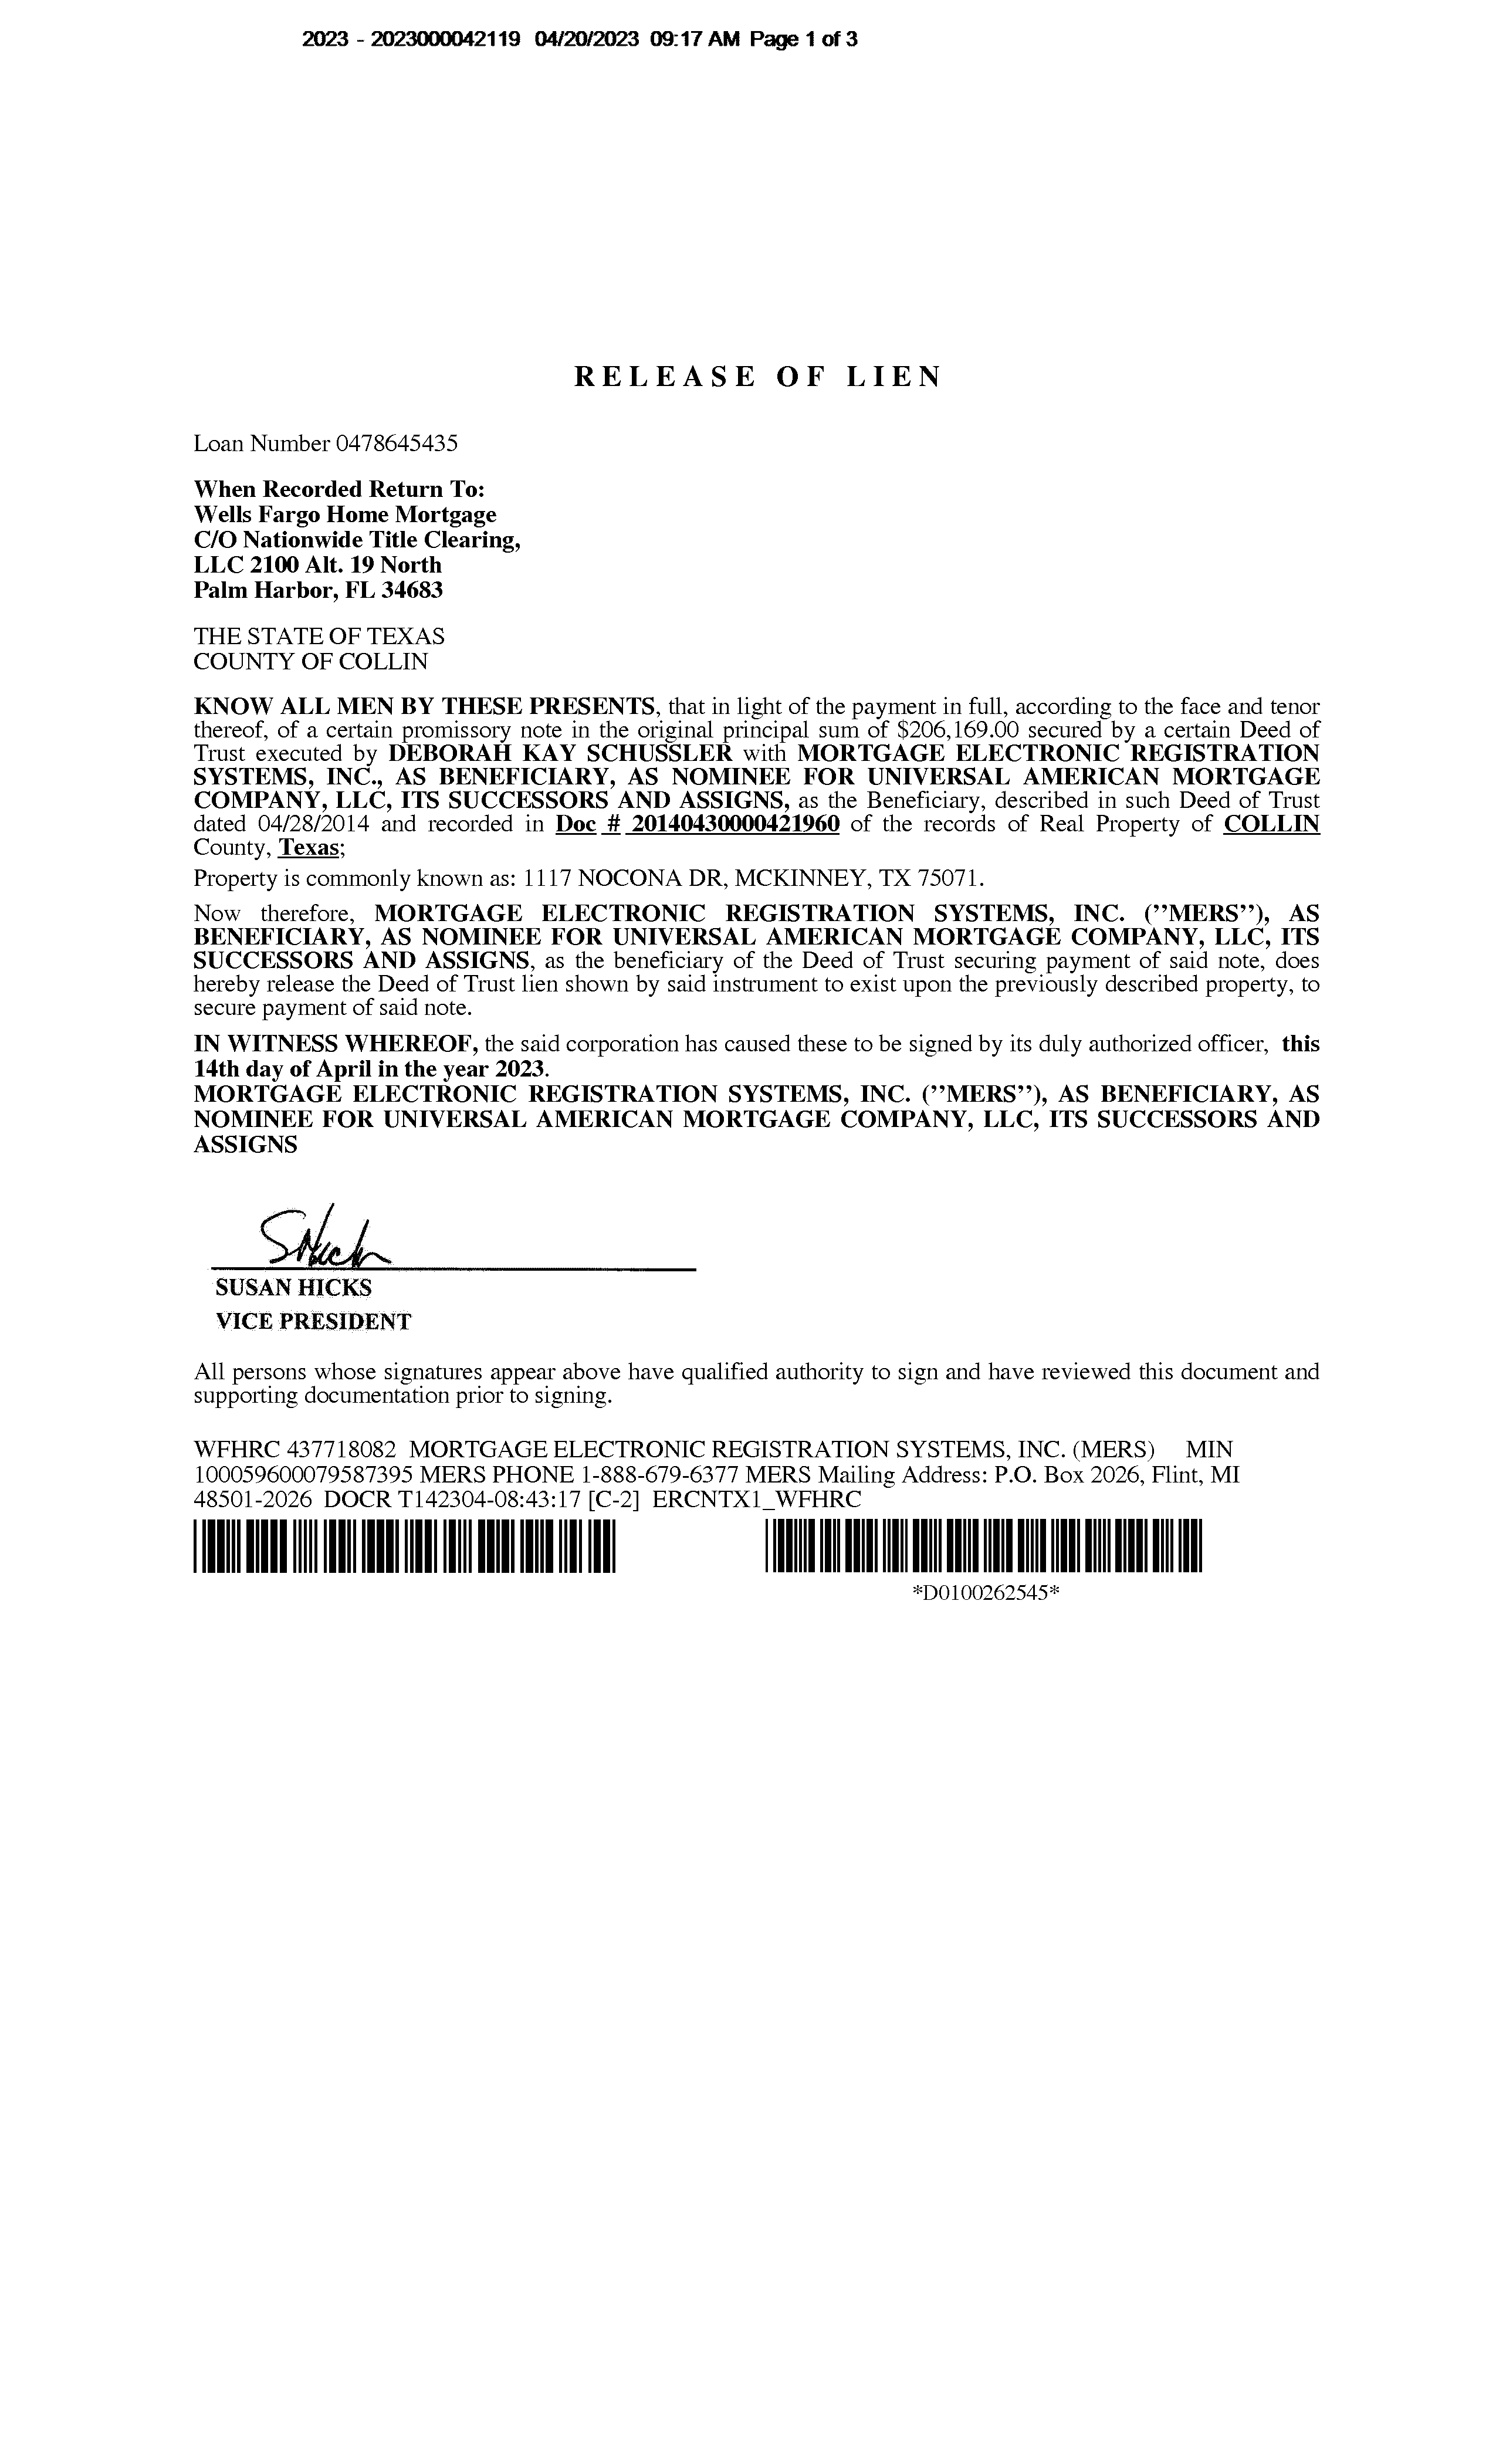 2023 - 2023000042119 04/20/2023 09:17 AM Page 1 of 3
RELEASE OF LIEN
Loan Number 0478645435
When Recorded Return To:
Wells Fargo Home Mortgage
C/O Nationwide Title Clearing,
LLC 2100 Alt. 19 North
Palm Harbor, FL 34683
THE STATE OF TEXAS
COUNTY OF COLLIN
KNOW ALL MEN BY THESE PRESENTS, that in light of the payment in full, according to the face and tenor
thereof, of a certain promissory note in the original principal sum of $206,169.00 secured by a certain Deed of
Trust executed by DEBORAH KAY SCHUSSLER with MORTGAGE ELECTRONIC REGISTRATION
SYSTEMS, INC., AS BENEFICIARY, AS NOMINEE FOR UNIVERSAL AMERICAN MORTGAGE
COMPANY, LLC, ITS SUCCESSORS AND ASSIGNS, as the Beneficiary, described in such Deed of Trust
dated 04/28/2014 and recorded in Doc # 20140430000421960 of the records of Real Property of COLLIN
County, Texas;
Property is commonly known as: 1117 NOCONA DR, MCKINNEY, TX 75071.
Now therefore, MORTGAGE ELECTRONIC REGISTRATION SYSTEMS, INC. (”MERS”), AS
BENEFICIARY, AS NOMINEE FOR UNIVERSAL AMERICAN MORTGAGE COMPANY, LLC, ITS
SUCCESSORS AND ASSIGNS, as the beneficiary of the Deed of Trust securing payment of said note, does
hereby release the Deed of Trust lien shown by said instrument to exist upon the previously described property, to
secure payment of said note.
IN WITNESS WHEREOF, the said corporation has caused these to be signed by its duly authorized officer, this
14th day of April in the year 2023.
MORTGAGE ELECTRONIC REGISTRATION SYSTEMS, INC. (”MERS”), AS BENEFICIARY, AS
NOMINEE FOR UNIVERSAL AMERICAN MORTGAGE COMPANY, LLC, ITS SUCCESSORS AND
ASSIGNS
SUSAN HICKS
VICE PRESIDENT
All persons whose signatures appear above have qualified authority to sign and have reviewed this document and
supporting documentation prior to signing.
WFHRC 437718082 MORTGAGE ELECTRONIC REGISTRATION SYSTEMS, INC. (MERS) MIN
100059600079587395 MERS PHONE 1-888-679-6377 MERS Mailing Address: P.O. Box 2026, Flint, MI
48501-2026 DOCR T142304-08:43:17 [C-2] ERCNTX1_WFHRC
*D0100262545*